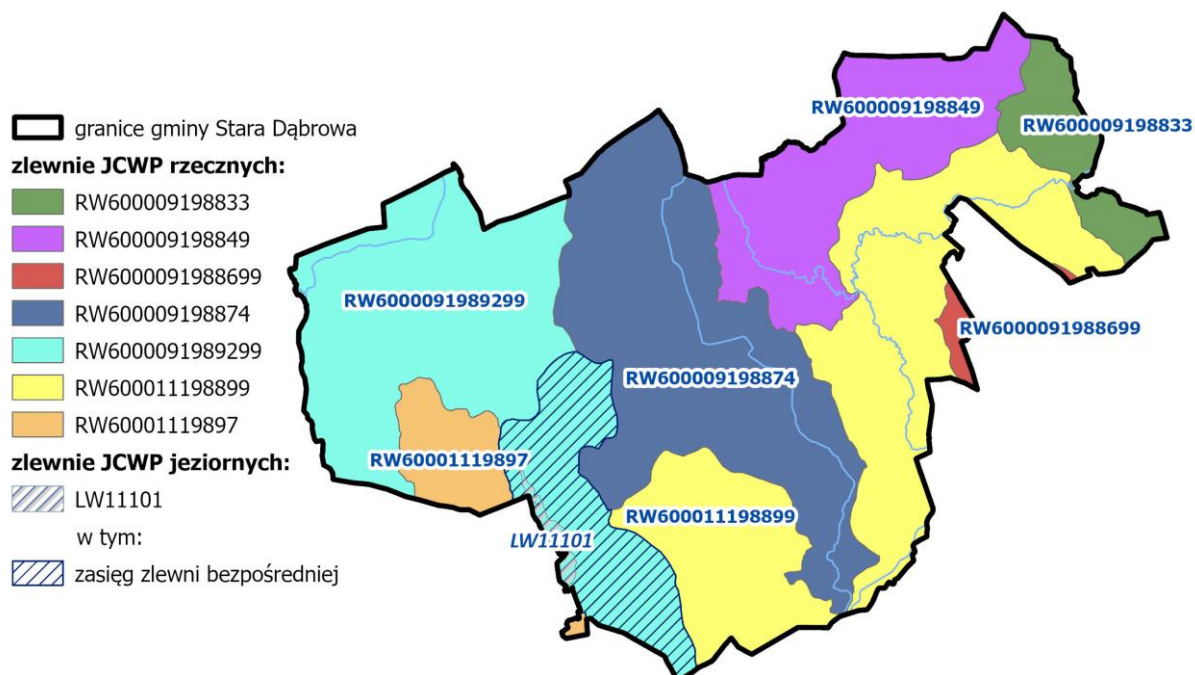 granice gminy Stara Dąbrowa
zlewnie JCWP rzecznych:
RW600009198833
RW600009198849
RW6000091988699
RW600009198874
RW6000091989299
RW600011198899
RW60001119897
zlewnie JCWP jeziornych:
LW11101
w tym:
zasięg zlewni bezpośredniej
RW600009198849
RW600009198833
RW6000091989299
RW6000091988699
RW600009198874
RW60001119897
RW600011198899
LW11101